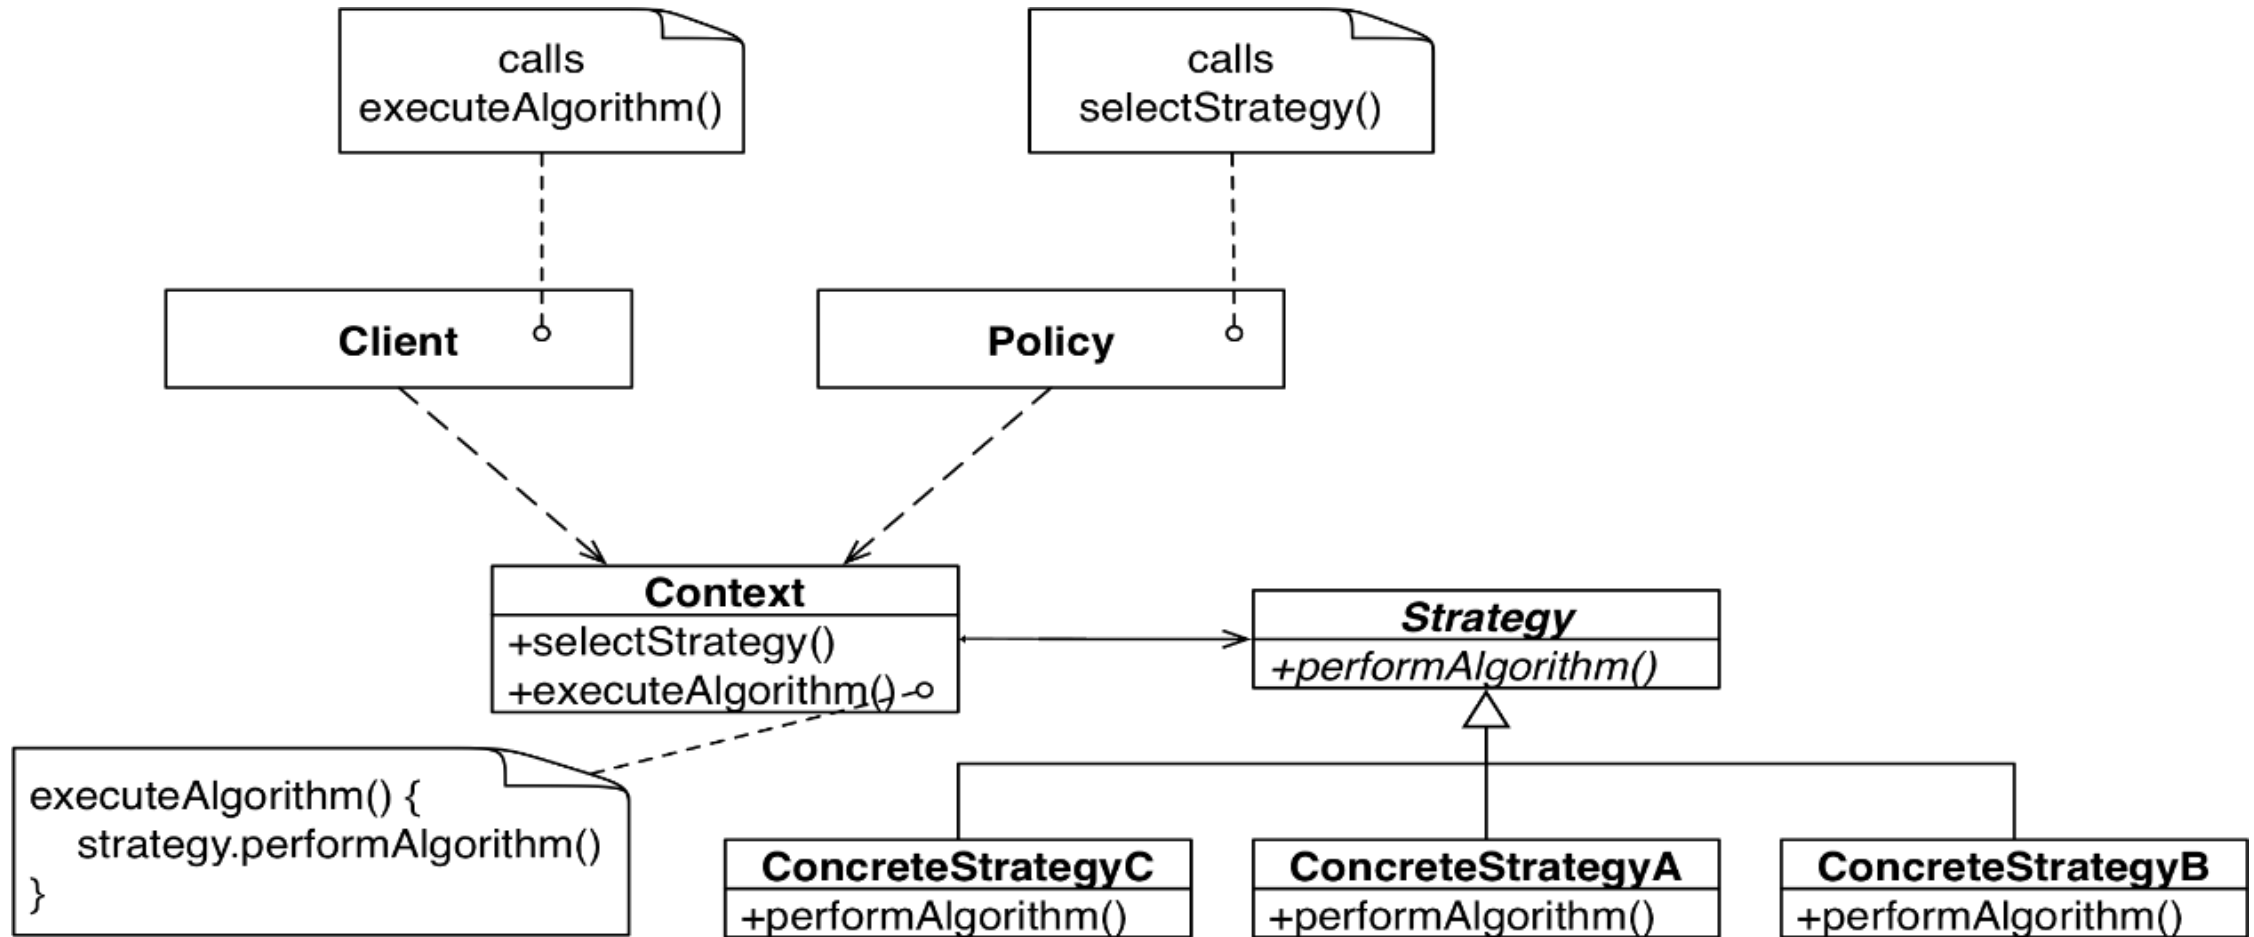 calls
executeAlgorithm()
calls
selectStrategy()
Client
Policy
Context
+selectStrategy()
+executeAlgorithm()
Strategy
+performAlgorithm()
executeAlgorithm() {
strategy.performAlgorithm()
}
ConcreteStrategyC
+performAlgorithm()
ConcreteStrategyA
+performAlgorithm()
ConcreteStrategyB
+performAlgorithm()